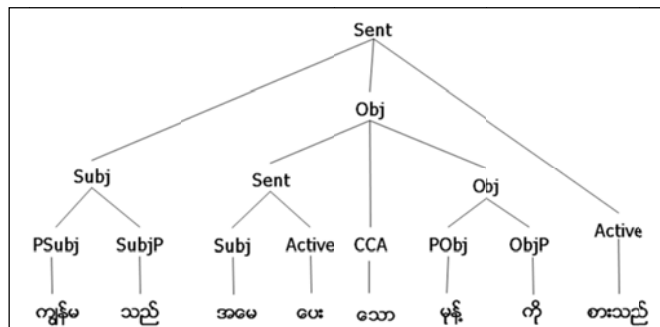 Sent
Obj
Subj Sent Obj
PSubj SubjP Subj Active CCA PObj ObjP Active
ကျွန်မ သည် အမေ ပေး သော မုန့် ကို စားသည်